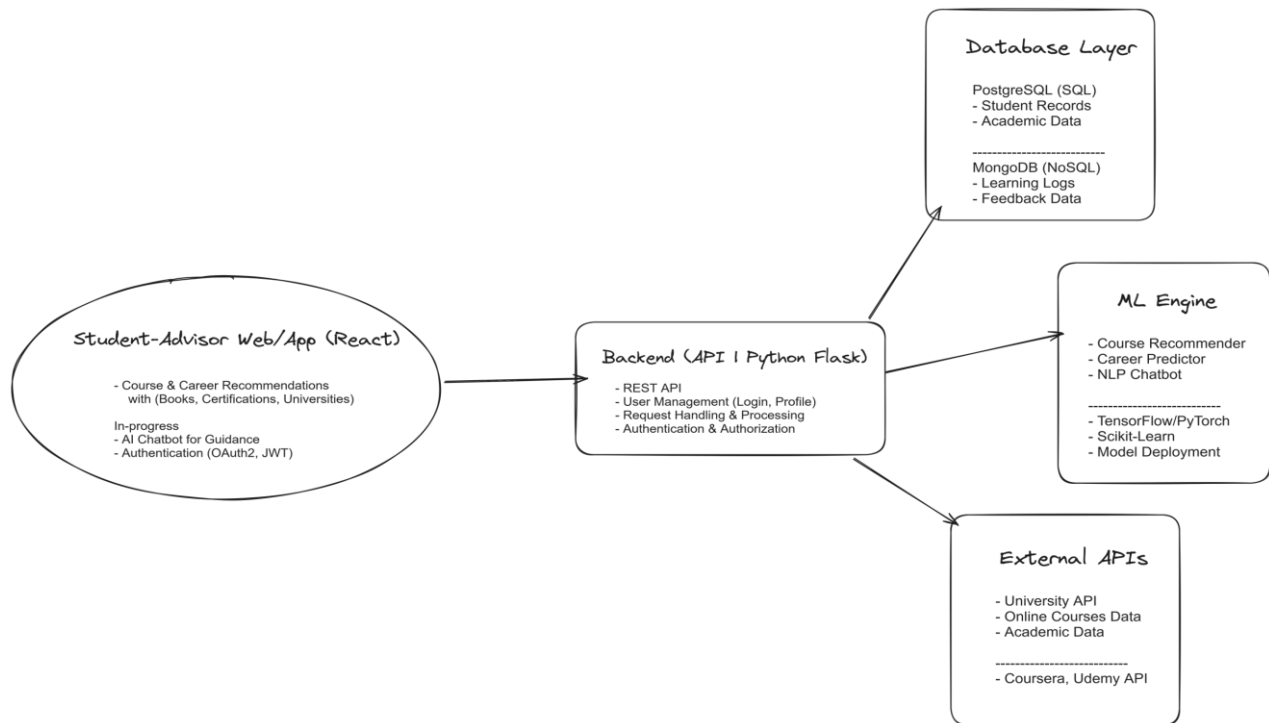 Student-Advisor Web/App (React)
- Course & Career Recommendations
with (Books, Certifications, Universities)
In-progress
- AI Chatbot for Guidance
- Authentication (OAuth2, JWT)
Backend (API | Python Flask)
- REST API
- User Management (Login, Profile)
- Request Handling & Processing
- Authentication & Authorization
Database Layer
PostgreSQL (SQL)
- Student Records
- Academic Data
---------------------------
MongoDB (NoSQL)
- Learning Logs
- Feedback Data
ML Engine
- Course Recommender
- Career Predictor
- NLP Chatbot
---------------------------
- TensorFlow/PyTorch
- Scikit-Learn
- Model Deployment
External APIs
- University API
- Online Courses Data
- Academic Data
---------------------------
- Coursera, Udemy API